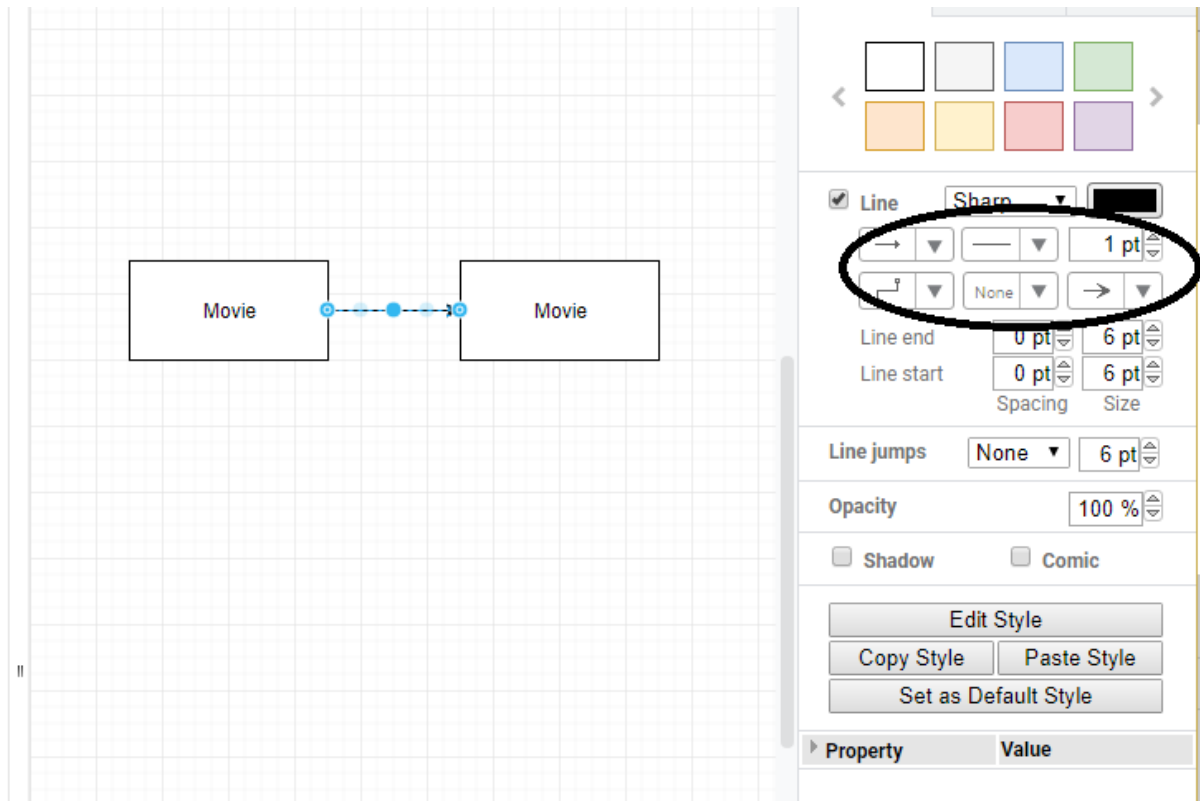 Line Sharp
1 pt
None
Movie Movie
Line end 0 pt 6 pt
Line start 0 pt 6 pt
Spacing Size
Line jumps None 6 pt
Opacity 100 %
Shadow Comic
Edit Style
Copy Style Paste Style
Set as Default Style
Property Value